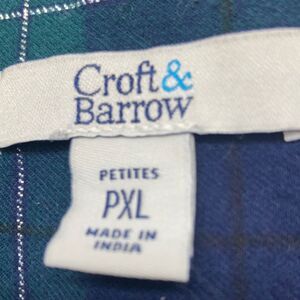 Croft&
Barrow
PETITES
PXL
MADE IN
INDIA